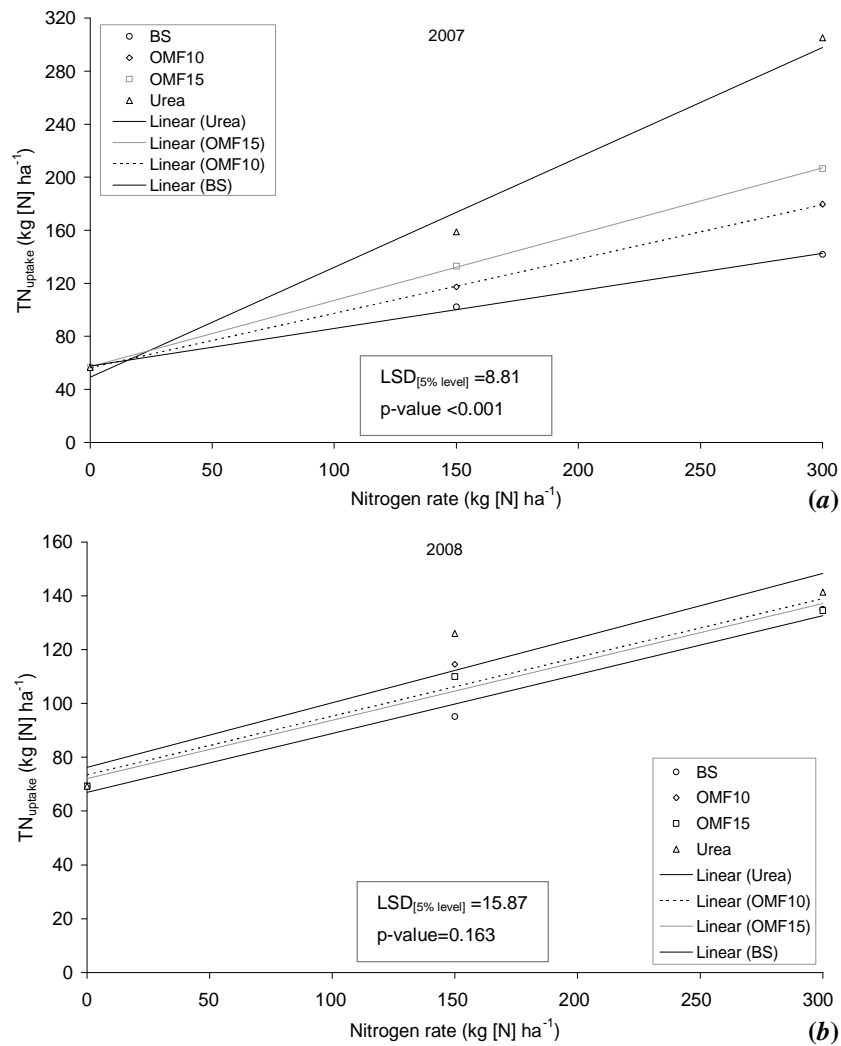 2007
320
280
240
200
160
120
80
40
0
TN_uptake (kg [N] ha⁻¹)
BS
OMF10
OMF15
Urea
Linear (Urea)
Linear (OMF15)
Linear (OMF10)
Linear (BS)
LSD[5% level] =8.81
p-value <0.001
0 50 100 150 200 250 300
Nitrogen rate (kg [N] ha⁻¹)
(a)
2008
160
140
120
100
80
60
40
20
0
TN_uptake (kg [N] ha⁻¹)
BS
OMF10
OMF15
Urea
Linear (Urea)
Linear (OMF10)
Linear (OMF15)
Linear (BS)
LSD[5% level] =15.87
p-value=0.163
0 50 100 150 200 250 300
Nitrogen rate (kg [N] ha⁻¹)
(b)